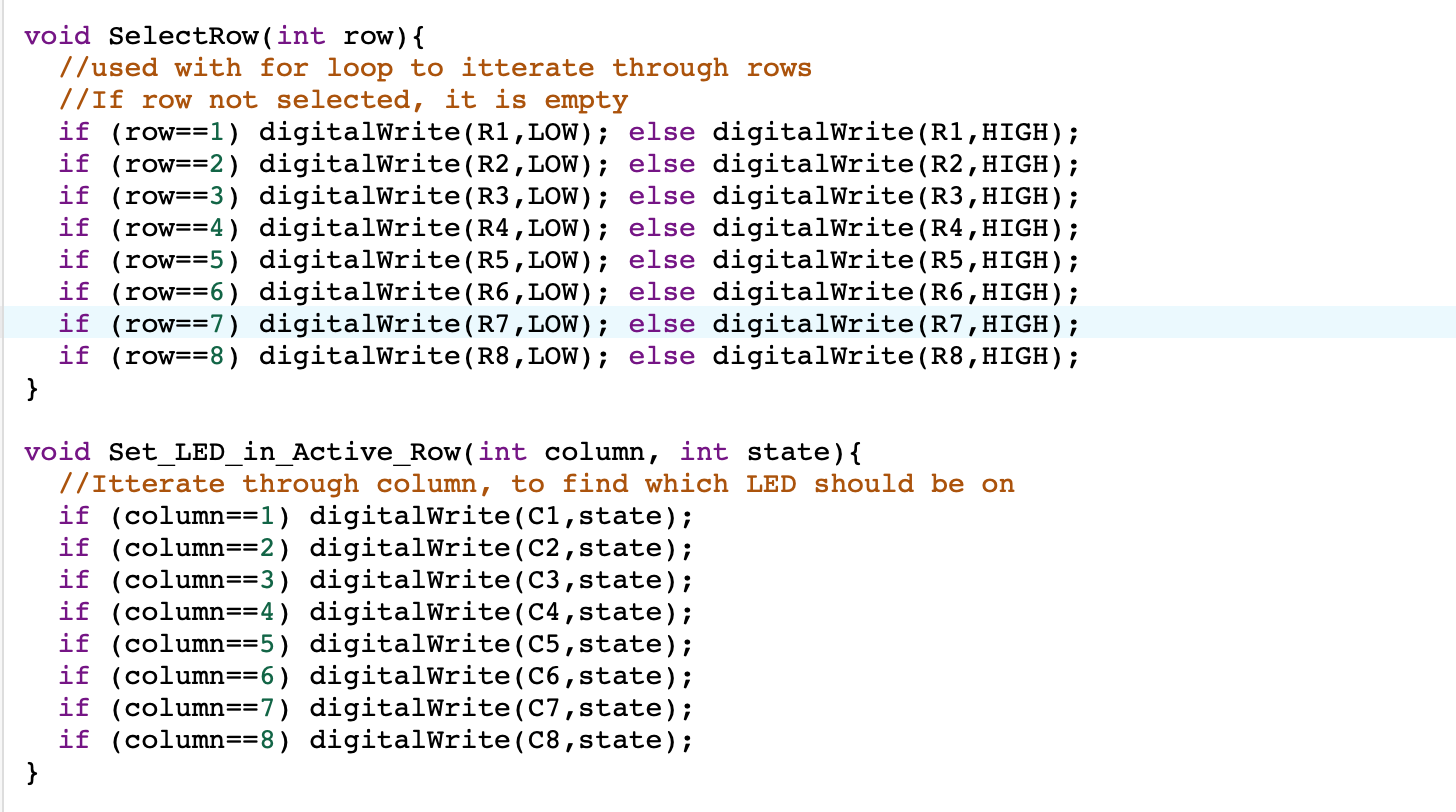 void SelectRow(int row){
  //used with for loop to itterate through rows
  //If row not selected, it is empty
  if (row==1) digitalWrite(R1,LOW); else digitalWrite(R1,HIGH);
  if (row==2) digitalWrite(R2,LOW); else digitalWrite(R2,HIGH);
  if (row==3) digitalWrite(R3,LOW); else digitalWrite(R3,HIGH);
  if (row==4) digitalWrite(R4,LOW); else digitalWrite(R4,HIGH);
  if (row==5) digitalWrite(R5,LOW); else digitalWrite(R5,HIGH);
  if (row==6) digitalWrite(R6,LOW); else digitalWrite(R6,HIGH);
  if (row==7) digitalWrite(R7,LOW); else digitalWrite(R7,HIGH);
  if (row==8) digitalWrite(R8,LOW); else digitalWrite(R8,HIGH);
}

void Set_LED_in_Active_Row(int column, int state){
  //Itterate through column, to find which LED should be on
  if (column==1) digitalWrite(C1,state);
  if (column==2) digitalWrite(C2,state);
  if (column==3) digitalWrite(C3,state);
  if (column==4) digitalWrite(C4,state);
  if (column==5) digitalWrite(C5,state);
  if (column==6) digitalWrite(C6,state);
  if (column==7) digitalWrite(C7,state);
  if (column==8) digitalWrite(C8,state);
}